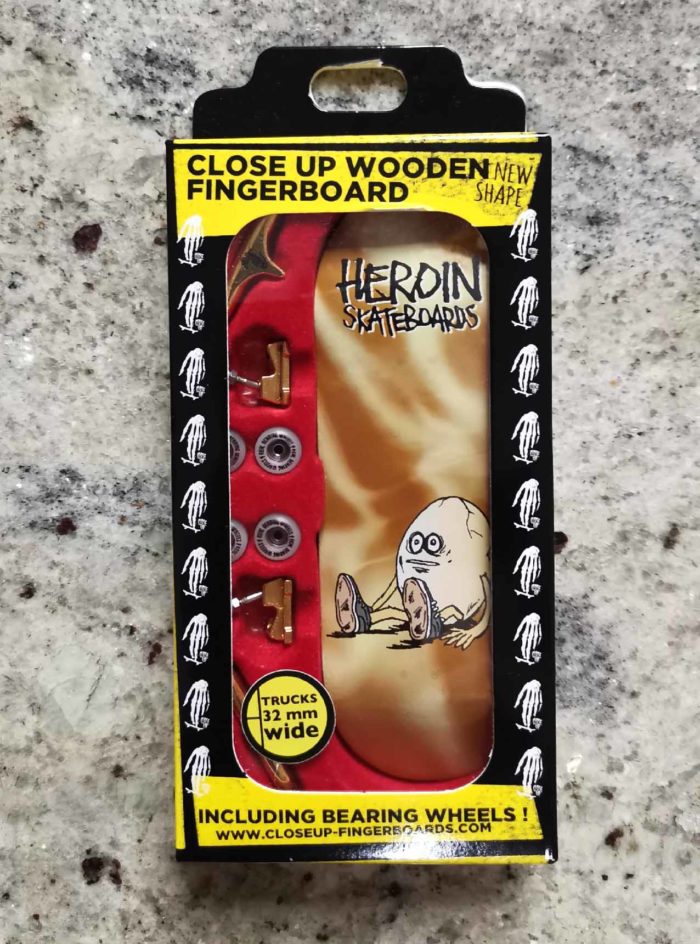 CLOSE UP WOODEN
FINGERBOARD
NEW
SHAPE
HEROIN
SKATEBOARDS
TRUCKS
32 mm
wide
INCLUDING BEARING WHEELS !
WWW.CLOSEUP-FINGERBOARDS.COM